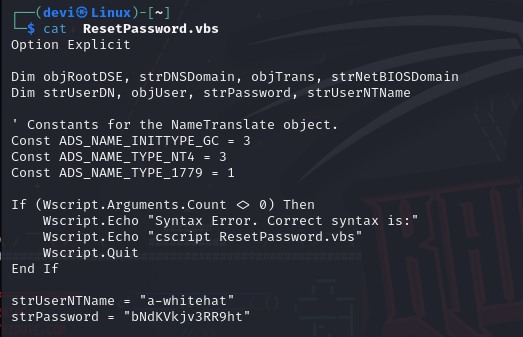 ┌──(devi㉿Linux)-[~]
└─$ cat ResetPassword.vbs
Option Explicit

Dim objRootDSE, strDNSDomain, objTrans, strNetBIOSDomain
Dim strUserDN, objUser, strPassword, strUserNTName

' Constants for the NameTranslate object.
Const ADS_NAME_INITTYPE_GC = 3
Const ADS_NAME_TYPE_NT4 = 3
Const ADS_NAME_TYPE_1779 = 1

If (Wscript.Arguments.Count <> 0) Then
    Wscript.Echo "Syntax Error. Correct syntax is:"
    Wscript.Echo "cscript ResetPassword.vbs"
    Wscript.Quit
End If

strUserNTName = "a-whitehat"
strPassword = "bNdKVkjv3RR9ht"